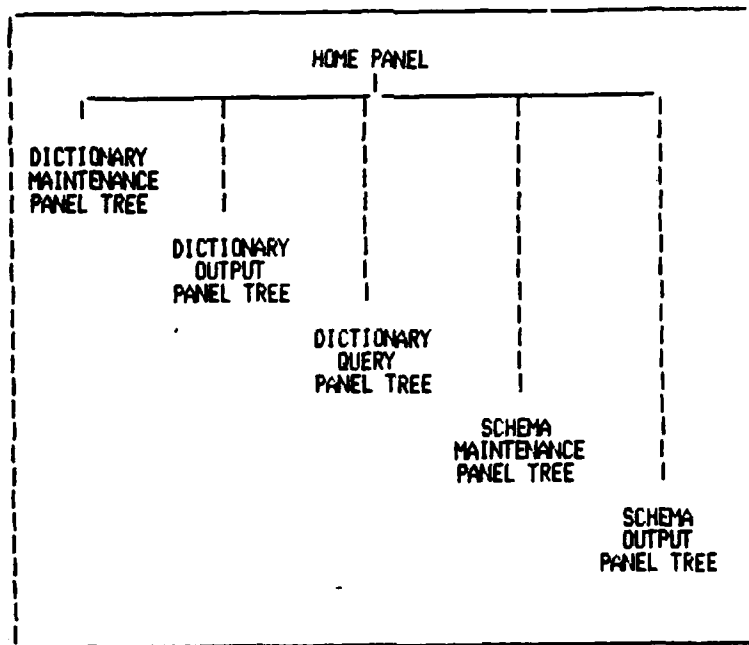 HOME PANEL
DICTIONARY
MAINTENANCE
PANEL TREE
DICTIONARY
OUTPUT
PANEL TREE
DICTIONARY
QUERY
PANEL TREE
SCHEMA
MAINTENANCE
PANEL TREE
SCHEMA
OUTPUT
PANEL TREE